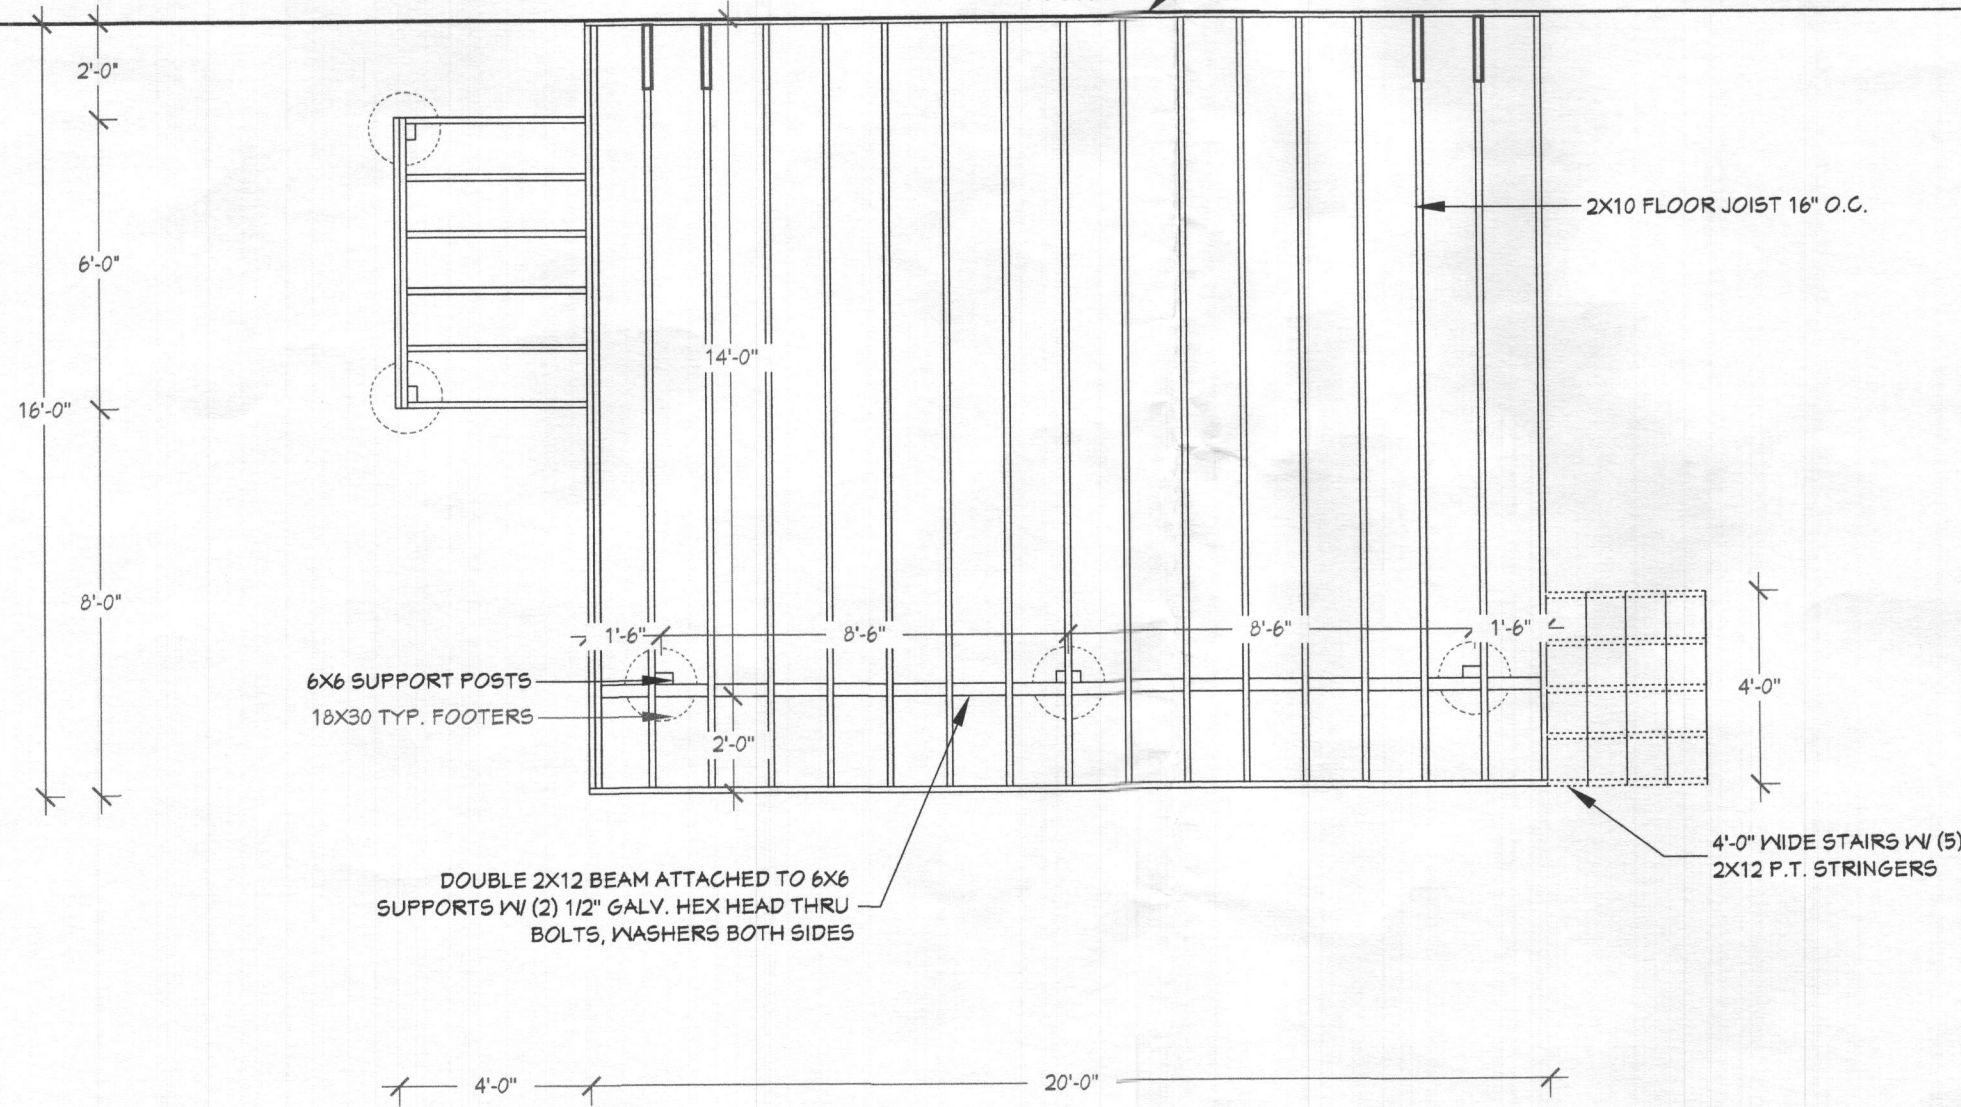 2'-0"
2X10 FLOOR JOIST 16" O.C.
6'-0"
14'-0"
16'-0"
8'-0"
1'-6"
8'-6"
8'-6"
1'-6"
6X6 SUPPORT POSTS
18X30 TYP. FOOTERS
4'-0"
2'-0"
4'-0" WIDE STAIRS W/ (5)
2X12 P.T. STRINGERS
DOUBLE 2X12 BEAM ATTACHED TO 6X6
SUPPORTS W/ (2) 1/2" GALV. HEX HEAD THRU
BOLTS, WASHERS BOTH SIDES
4'-0"
20'-0"